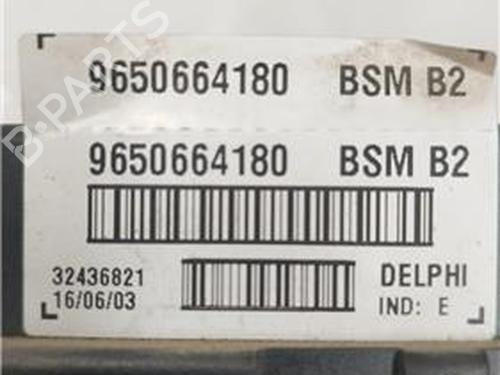 9650664180 BSM B2
9650664180 BSM B2
32436821
16/06/03
DELPHI
IND: E
B-PARTS